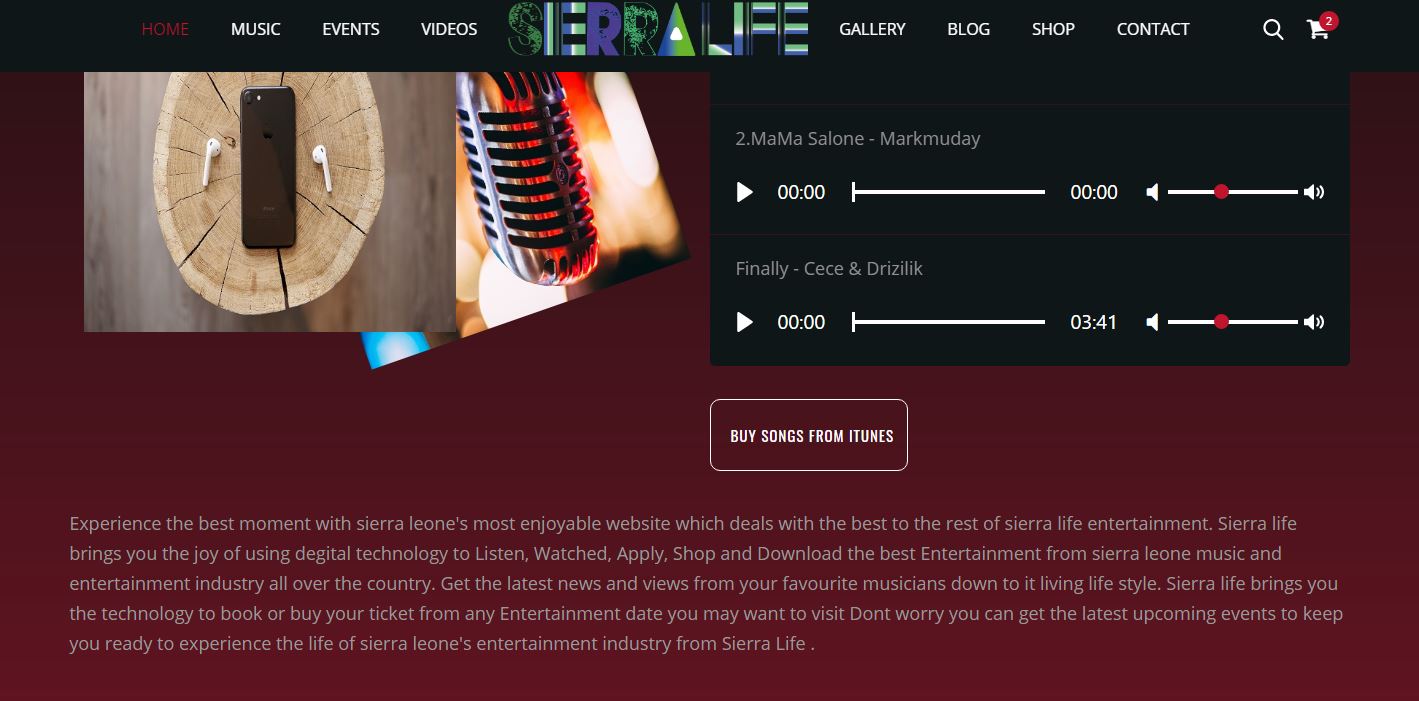 HOME MUSIC EVENTS VIDEOS SIERRA LIFE GALLERY BLOG SHOP CONTACT 2
2.MaMa Salone - Markmuday
00:00 00:00
Finally - Cece & Drizilik
00:00 03:41
BUY SONGS FROM ITUNES
Experience the best moment with sierra leone's most enjoyable website which deals with the best to the rest of sierra life entertainment. Sierra life
brings you the joy of using degital technology to Listen, Watched, Apply, Shop and Download the best Entertainment from sierra leone music and
entertainment industry all over the country. Get the latest news and views from your favourite musicians down to it living life style. Sierra life brings you
the technology to book or buy your ticket from any Entertainment date you may want to visit Dont worry you can get the latest upcoming events to keep
you ready to experience the life of sierra leone's entertainment industry from Sierra Life .